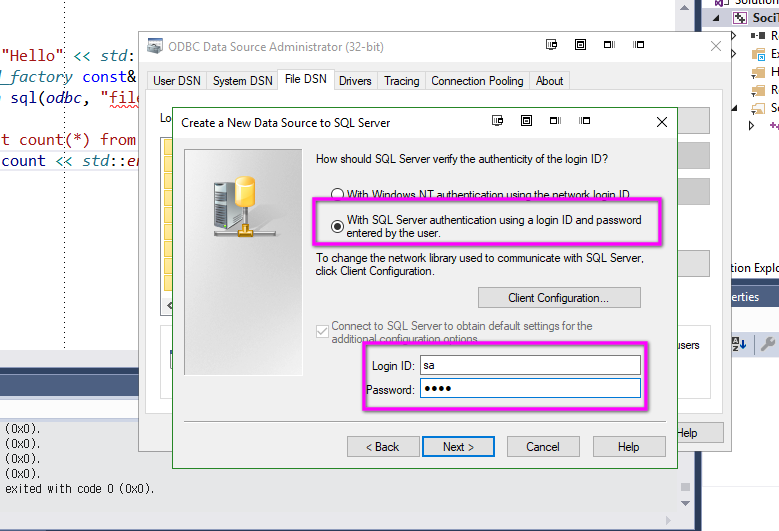 Solution
SociT
"Hello" << std:
ODBC Data Source Administrator (32-bit)
factory const&
sql(odbc, "file
User DSN
System DSN
File DSN
Drivers
Tracing
Connection Pooling
About
Create a New Data Source to SQL Server
t count(*) from
count << std::en
How should SQL Server verify the authenticity of the login ID?
With Windows NT authentication using the network login ID.
With SQL Server authentication using a login ID and password
entered by the user.
To change the network library used to communicate with SQL Server,
click Client Configuration.
tion Explo
erties
Client Configuration...
Connect to SQL Server to obtain default settings for the
additional configuration options.
users
Login ID: sa
Password: ●●●●
(0x0).
(0x0).
(0x0).
(0x0).
exited with code 0 (0x0).
< Back
Next >
Cancel
Help
Help